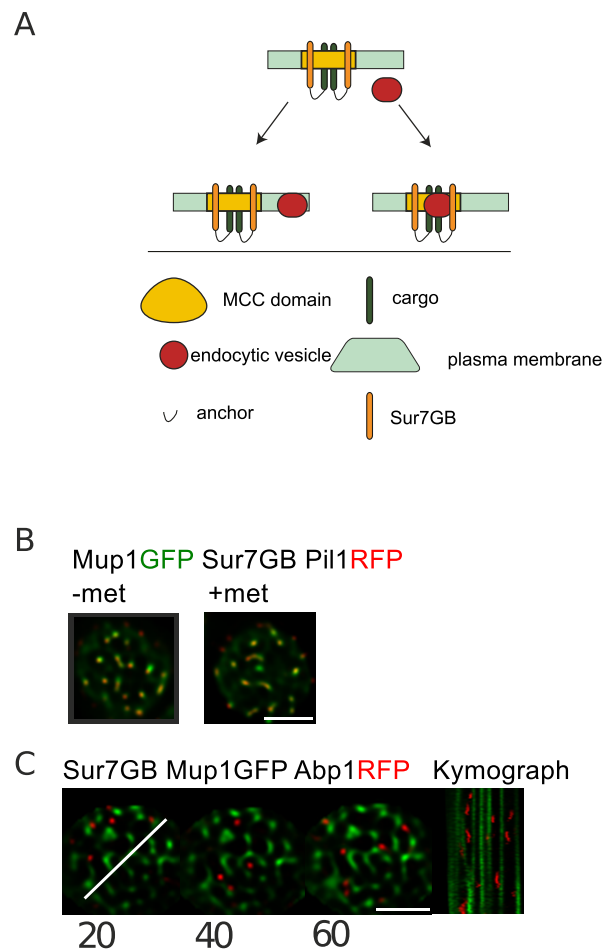 A
MCC domain
cargo
endocytic vesicle
plasma membrane
anchor
Sur7GB
B
Mup1GFP Sur7GB Pil1RFP
-met +met
C
Sur7GB Mup1GFP Abp1RFP Kymograph
20 40 60